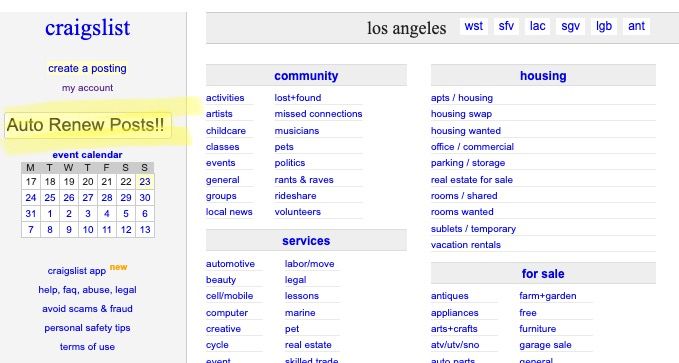 craigslist
create a posting
my account
Auto Renew Posts!!
event calendar
M T W T F S S
17 18 19 20 21 22 23
24 25 26 27 28 29 30
31 1 2 3 4 5 6
7 8 9 10 11 12 13
craigslist app new
help, faq, abuse, legal
avoid scams & fraud
personal safety tips
terms of use
los angeles wst sfv lac sgv lgb ant
community
activities
artists
childcare
classes
events
general
groups
local news
lost+found
missed connections
musicians
pets
politics
rants & raves
rideshare
volunteers
services
automotive
beauty
cell/mobile
computer
creative
cycle
event
labor/move
legal
lessons
marine
pet
real estate
skilled trade
housing
apts / housing
housing swap
housing wanted
office / commercial
parking / storage
real estate for sale
rooms / shared
rooms wanted
sublets / temporary
vacation rentals
for sale
antiques
appliances
arts+crafts
atv/utv/sno
auto parts
farm+garden
free
furniture
garage sale
general